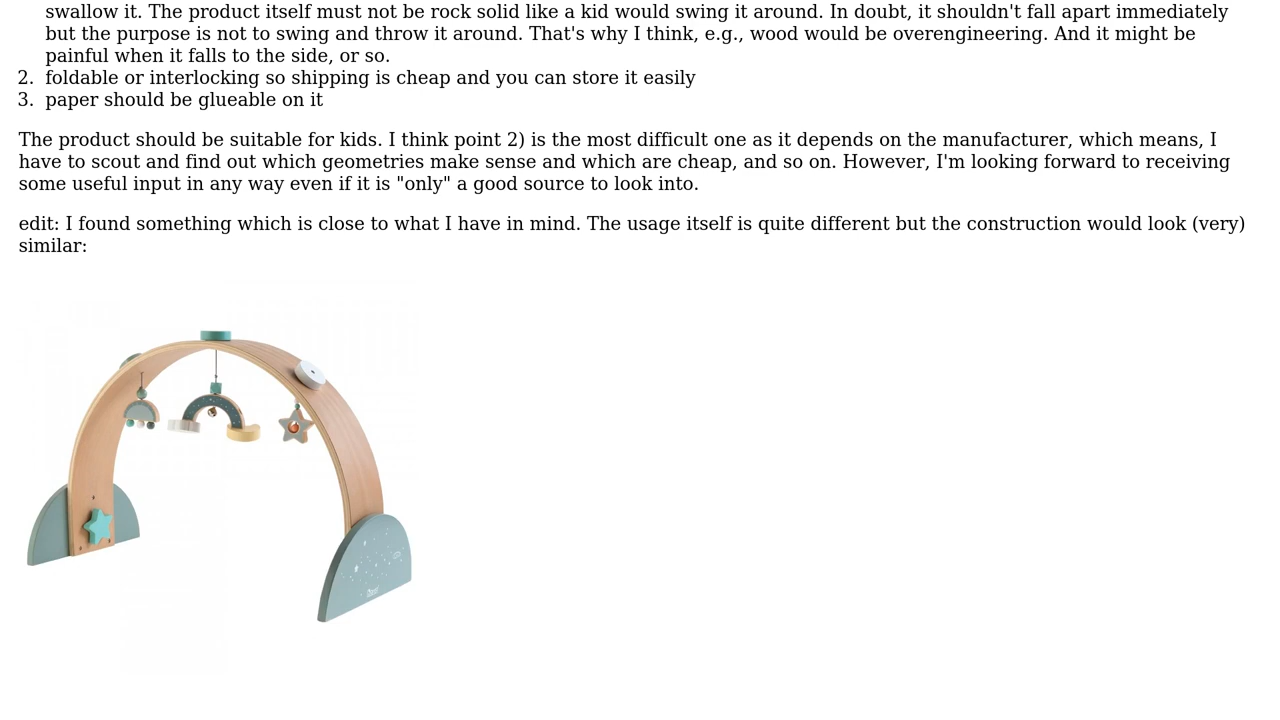 swallow it. The product itself must not be rock solid like a kid would swing it around. In doubt, it shouldn't fall apart immediately
but the purpose is not to swing and throw it around. That's why I think, e.g., wood would be overengineering. And it might be
painful when it falls to the side, or so.
2. foldable or interlocking so shipping is cheap and you can store it easily
3. paper should be glueable on it
The product should be suitable for kids. I think point 2) is the most difficult one as it depends on the manufacturer, which means, I
have to scout and find out which geometries make sense and which are cheap, and so on. However, I'm looking forward to receiving
some useful input in any way even if it is "only" a good source to look into.
edit: I found something which is close to what I have in mind. The usage itself is quite different but the construction would look (very)
similar: